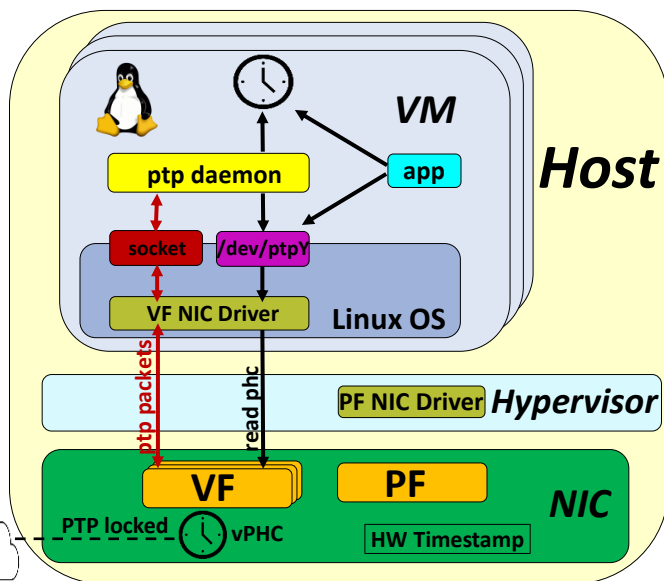 VM
Host
ptp daemon
app
socket
/dev/ptpY
VF NIC Driver
Linux OS
ptp packets
read phc
PF NIC Driver
Hypervisor
VF
PF
NIC
PTP locked
vPHC
HW Timestamp